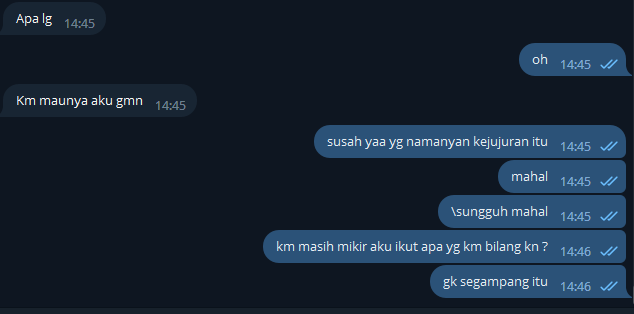 Apa lg 14:45
oh 14:45
Km maunya aku gmn 14:45
susah yaa yg namanyan kejujuran itu 14:45
mahal 14:45
\sungguh mahal 14:45
km masih mikir aku ikut apa yg km bilang kn ? 14:46
gk segampang itu 14:46